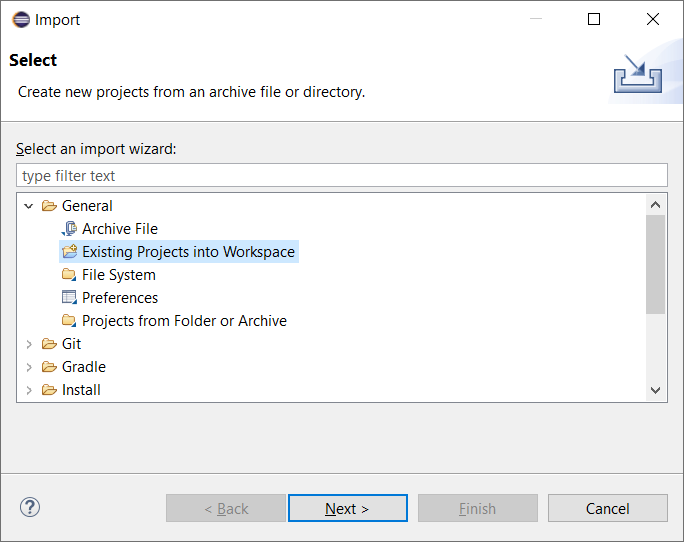 Import
Select
Create new projects from an archive file or directory.
Select an import wizard:
type filter text
General
Archive File
Existing Projects into Workspace
File System
Preferences
Projects from Folder or Archive
Git
Gradle
Install
?
< Back
Next >
Finish
Cancel